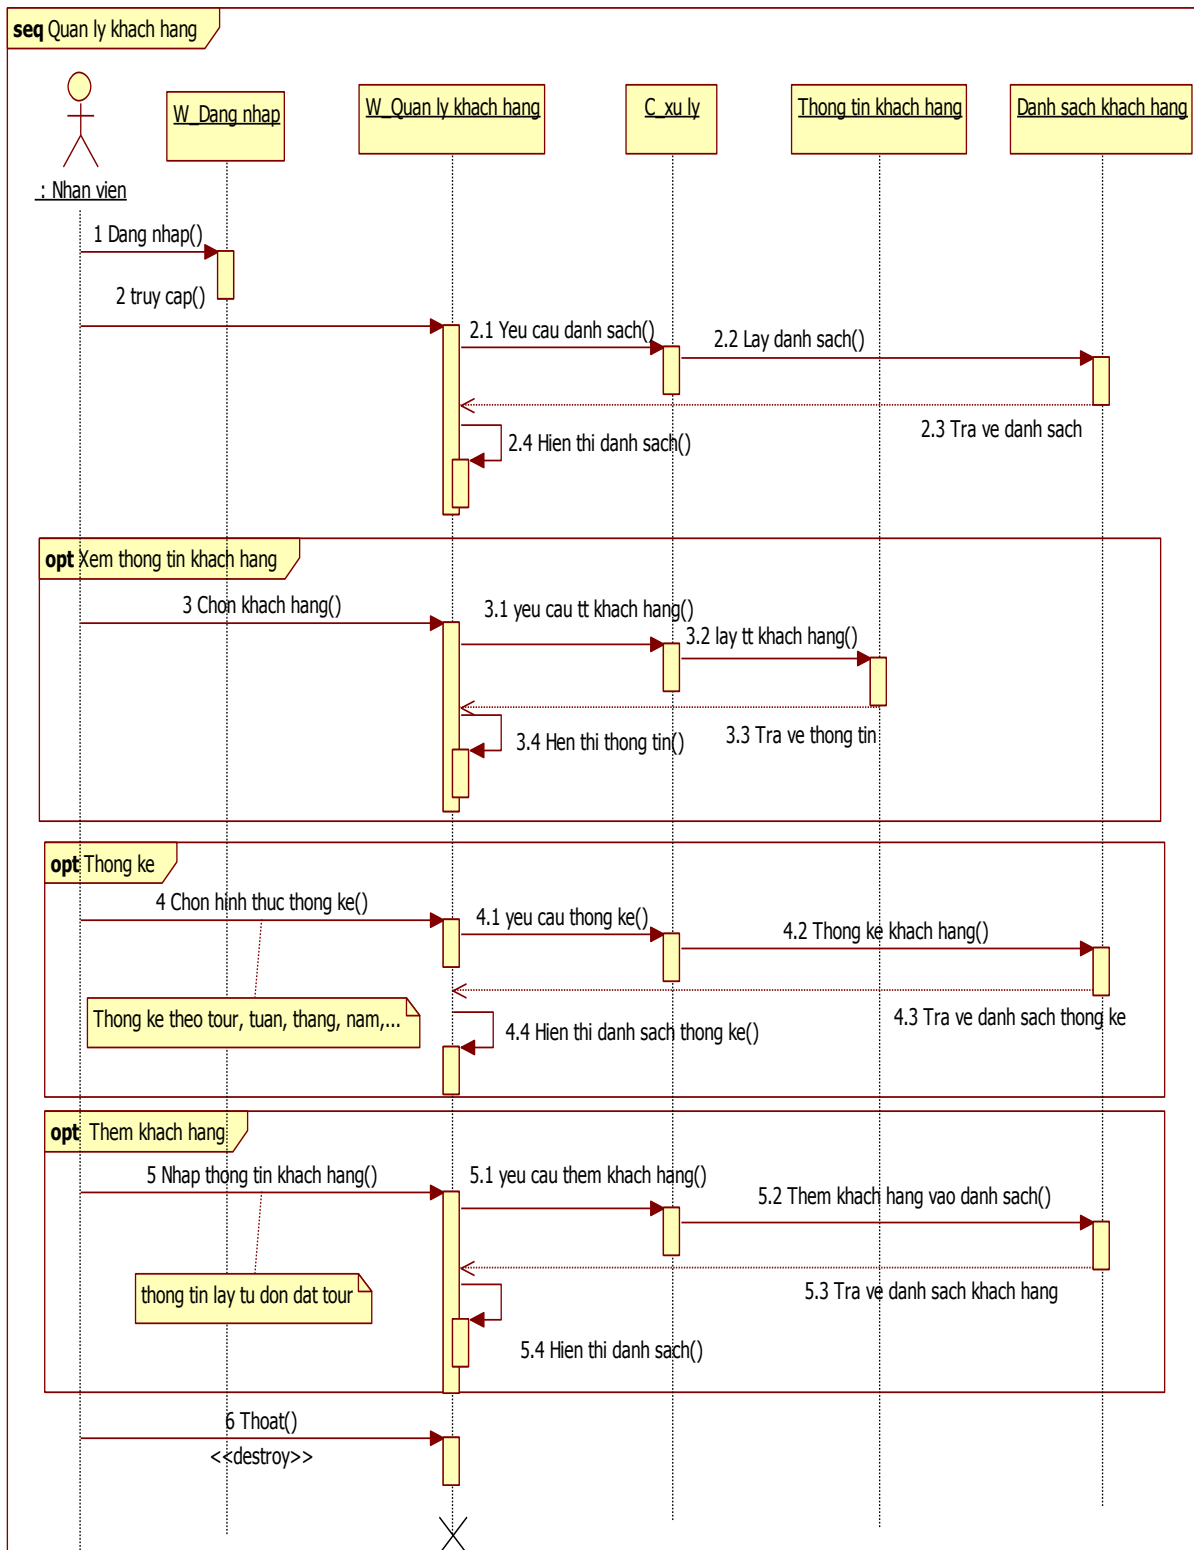 seq Quan ly khach hang
: Nhan vien
W_Dang nhap
W_Quan ly khach hang
C_xu ly
Thong tin khach hang
Danh sach khach hang
1 Dang nhap()
2 truy cap()
2.1 Yeu cau danh sach()
2.2 Lay danh sach()
2.3 Tra ve danh sach
2.4 Hien thi danh sach()
opt Xem thong tin khach hang
3 Chon khach hang()
3.1 yeu cau tt khach hang()
3.2 lay tt khach hang()
3.3 Tra ve thong tin
3.4 Hen thi thong tin()
opt Thong ke
4 Chon hinh thuc thong ke()
4.1 yeu cau thong ke()
4.2 Thong ke khach hang()
Thong ke theo tour, tuan, thang, nam,...
4.3 Tra ve danh sach thong ke
4.4 Hien thi danh sach thong ke()
opt Them khach hang
5 Nhap thong tin khach hang()
5.1 yeu cau them khach hang()
5.2 Them khach hang vao danh sach()
thong tin lay tu don dat tour
5.3 Tra ve danh sach khach hang
5.4 Hien thi danh sach()
6 Thoat()
<<destroy>>